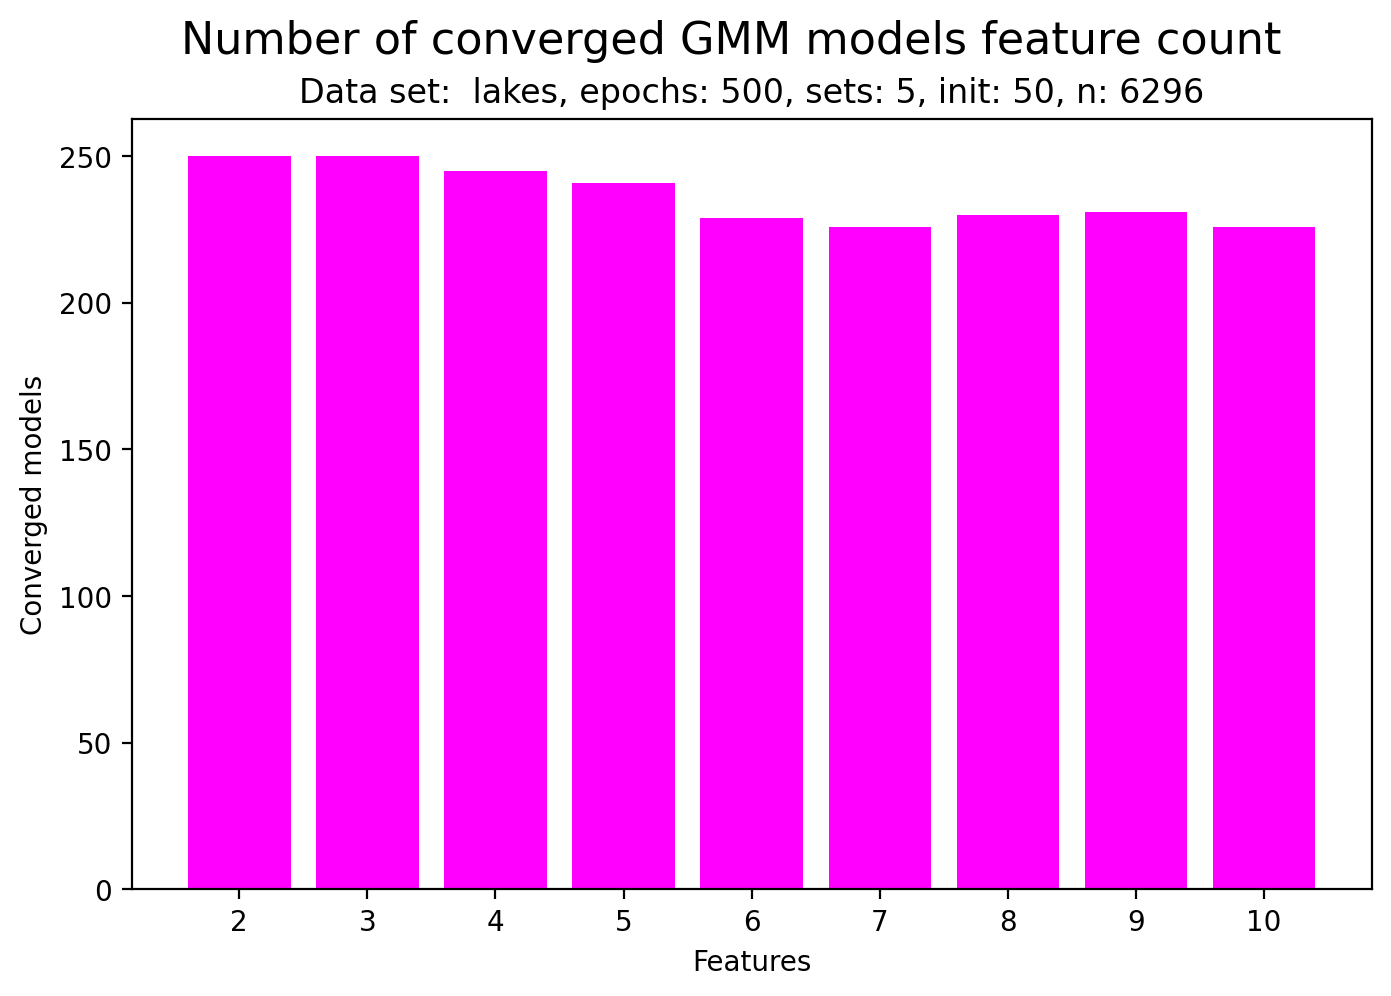 Number of converged GMM models feature count
Data set:  lakes, epochs: 500, sets: 5, init: 50, n: 6296
250
200
150
100
50
0
Converged models
2 3 4 5 6 7 8 9 10
Features